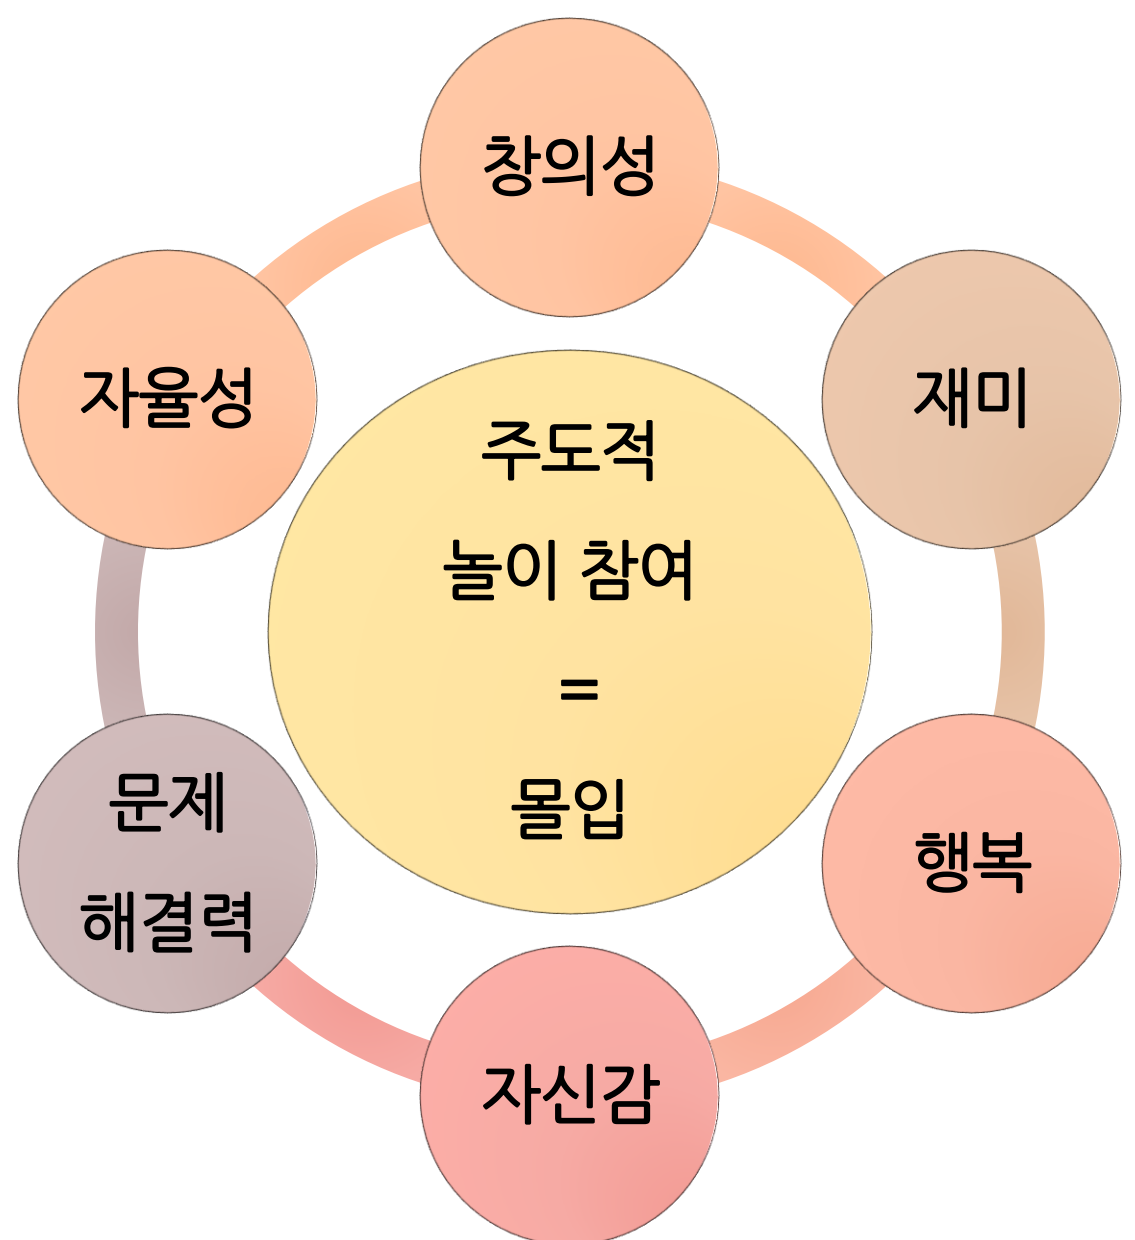 창의성
자율성
재미
주도적
놀이 참여
=
몰입
문제
해결력
행복
자신감